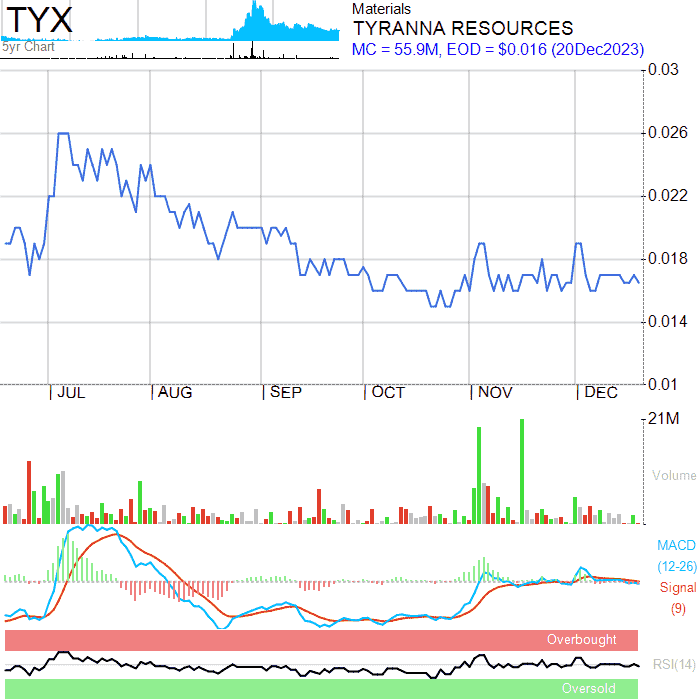 TYX
5yr Chart
Materials
TYRANNA RESOURCES
MC = 55.9M, EOD = $0.016 (20Dec2023)
0.03
0.026
0.022
0.018
0.014
0.01
JUL AUG SEP OCT NOV DEC
21M
Volume
MACD
(12-26)
Signal
(9)
Overbought
RSI(14)
Oversold